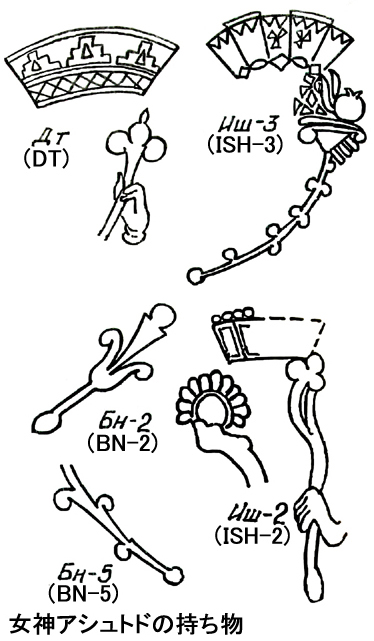 Дт
(DT)
Иш-3
(ISH-3)
Бн-2
(BN-2)
Иш-2
(ISH-2)
Бн-5
(BN-5)
女神アシュトドの持ち物